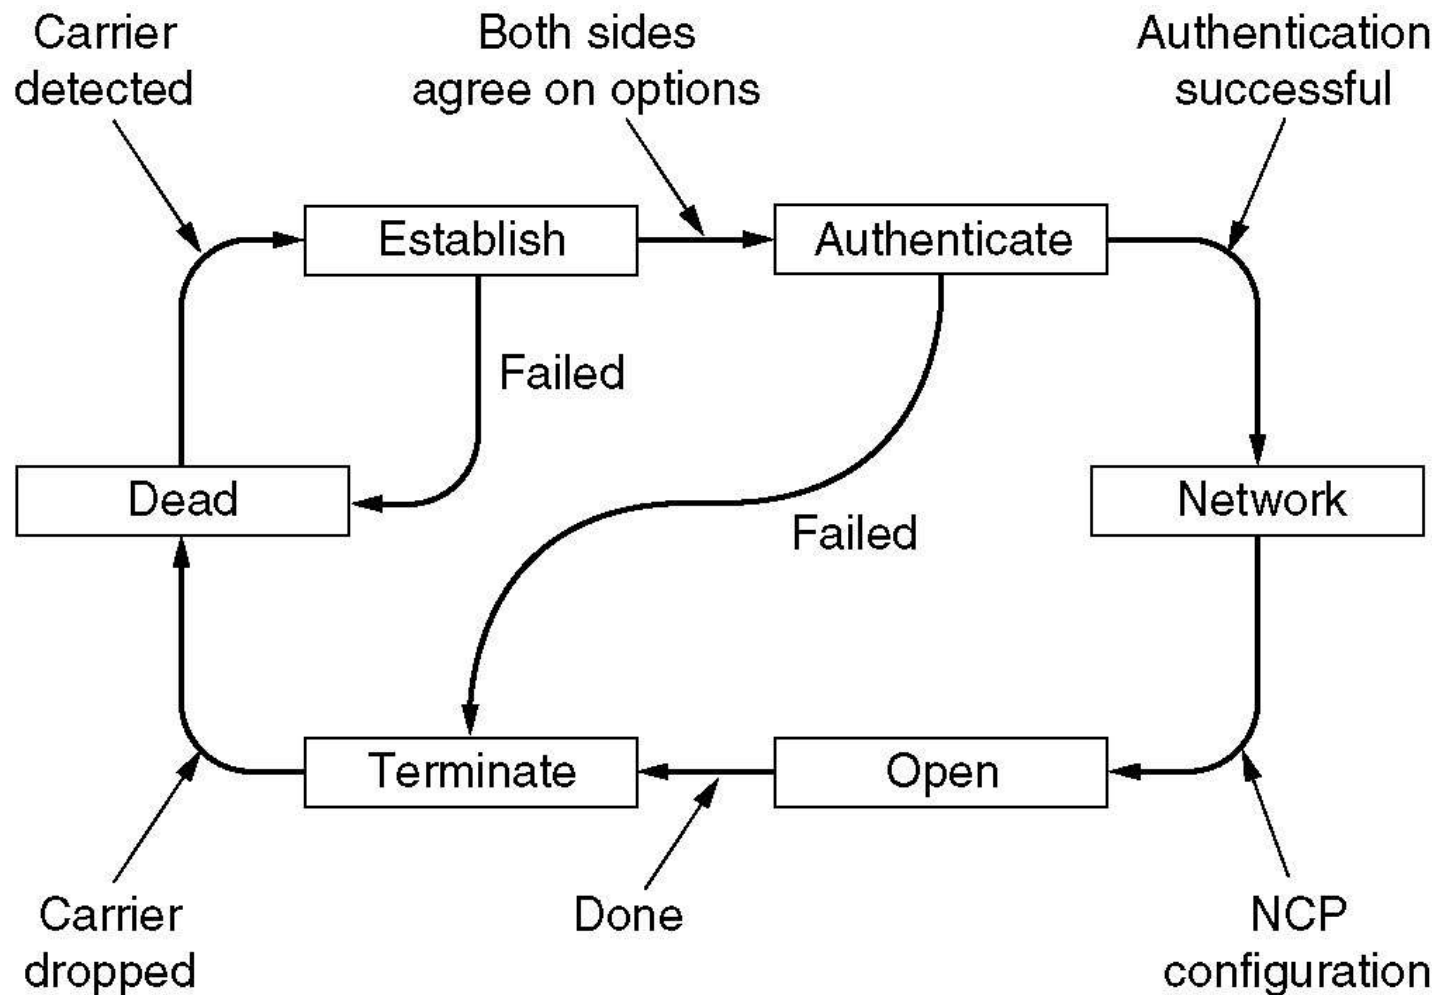 Carrier
detected
Both sides
agree on options
Authentication
successful
Establish
Authenticate
Failed
Dead
Network
Failed
Terminate
Open
Carrier
dropped
Done
NCP
configuration